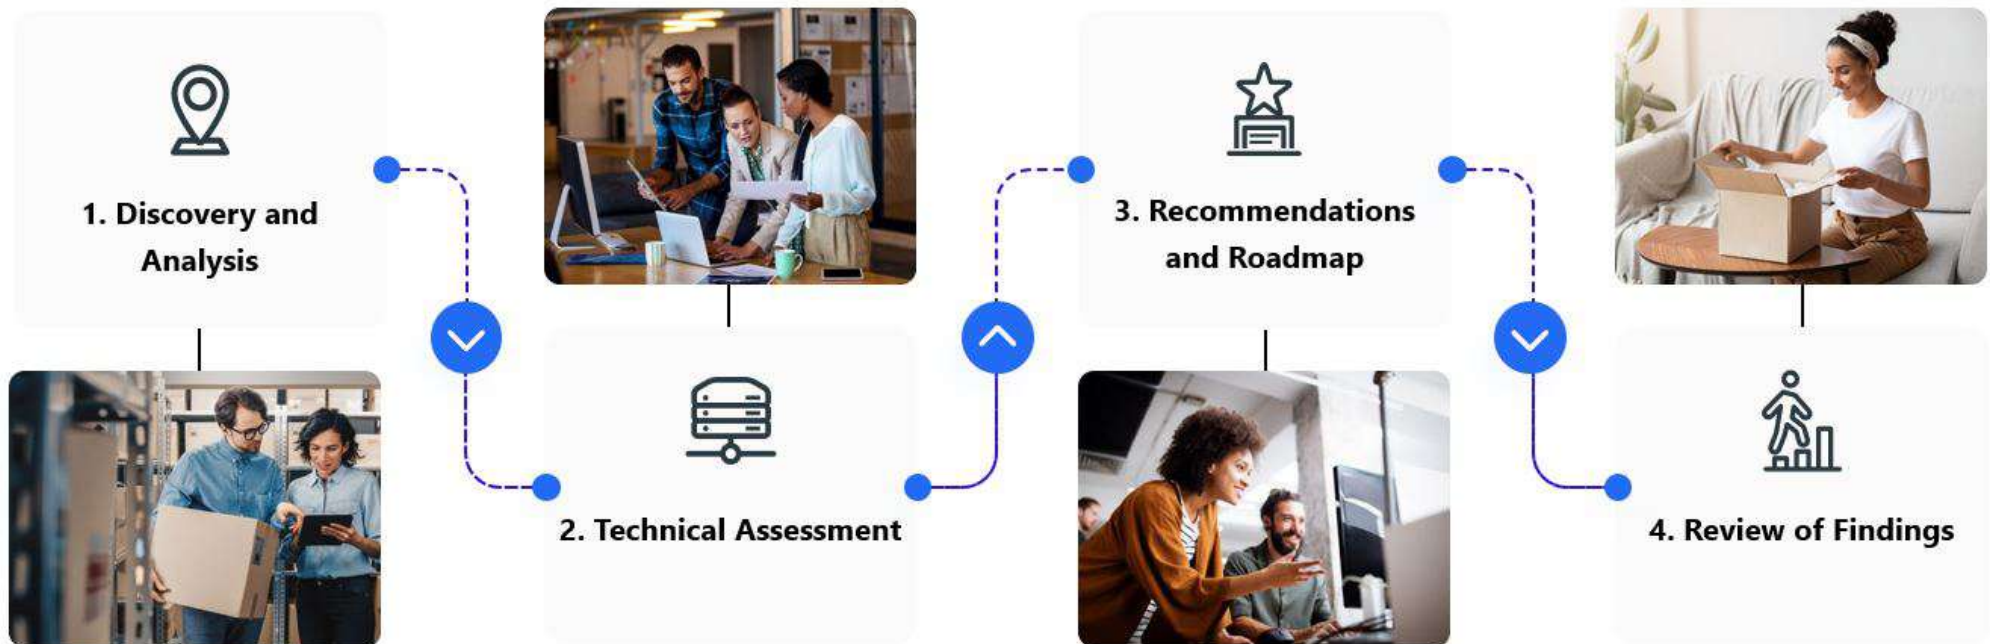 1. Discovery and
Analysis
2. Technical Assessment
3. Recommendations
and Roadmap
4. Review of Findings